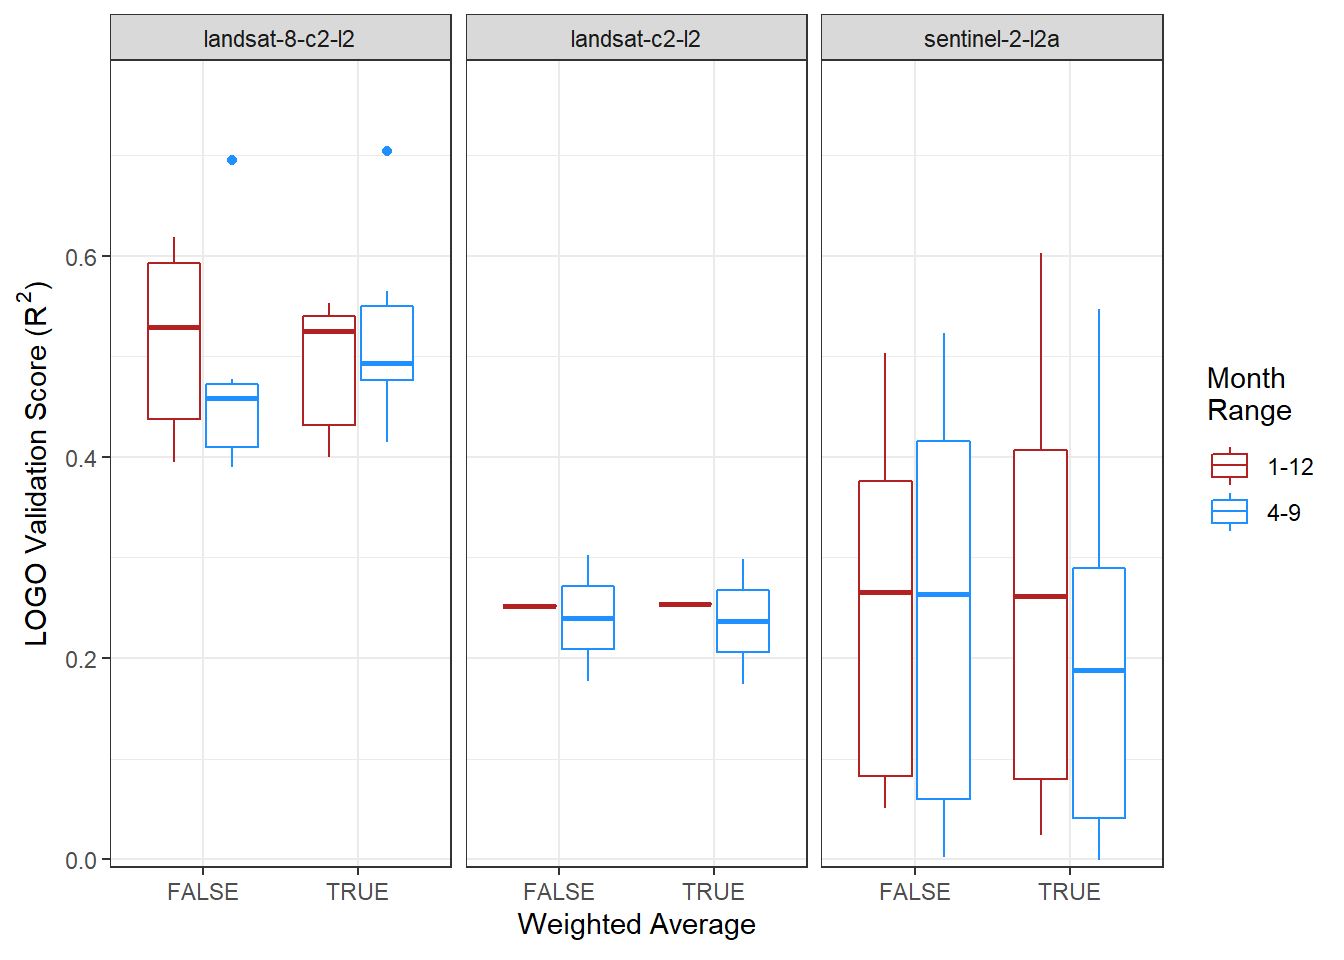 landsat-8-c2-l2
landsat-c2-l2
sentinel-2-l2a
LOGO Validation Score (R²)
0.6
0.4
0.2
0.0
FALSE
TRUE
FALSE
TRUE
FALSE
TRUE
Weighted Average
Month
Range
1-12
4-9